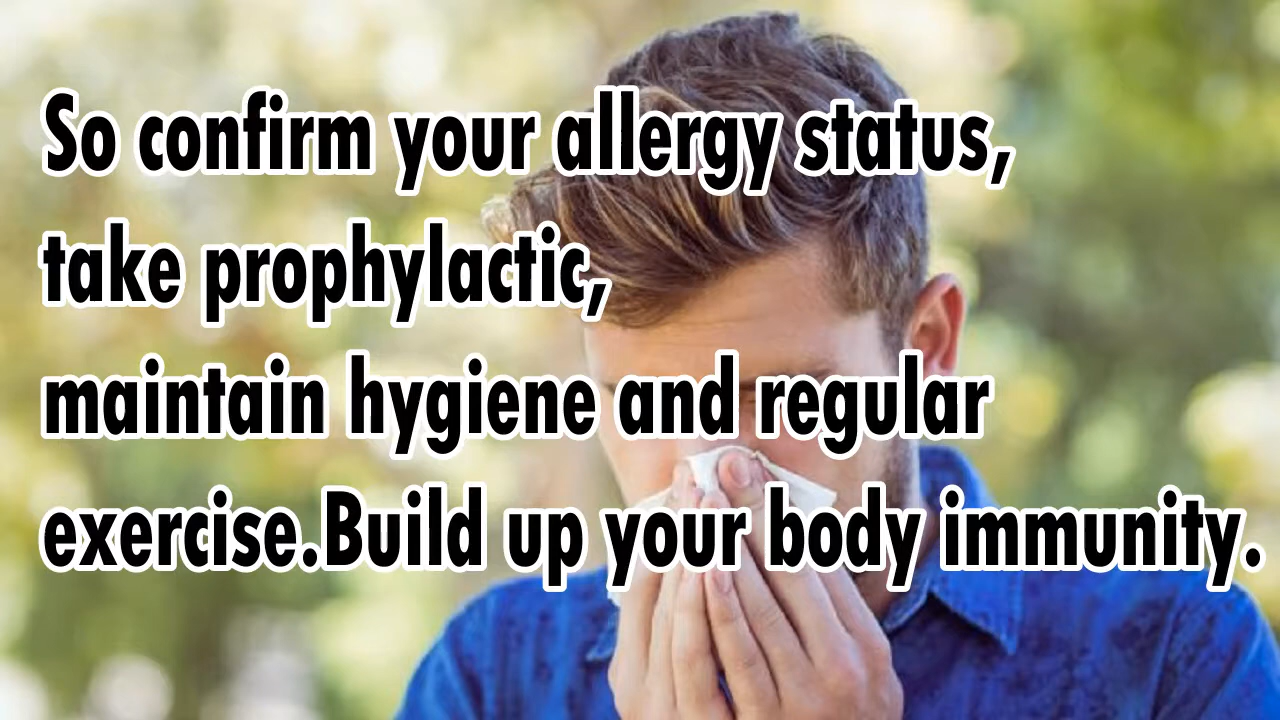 So confirm your allergy status,
take prophylactic,
maintain hygiene and regular
exercise.Build up your body immunity.